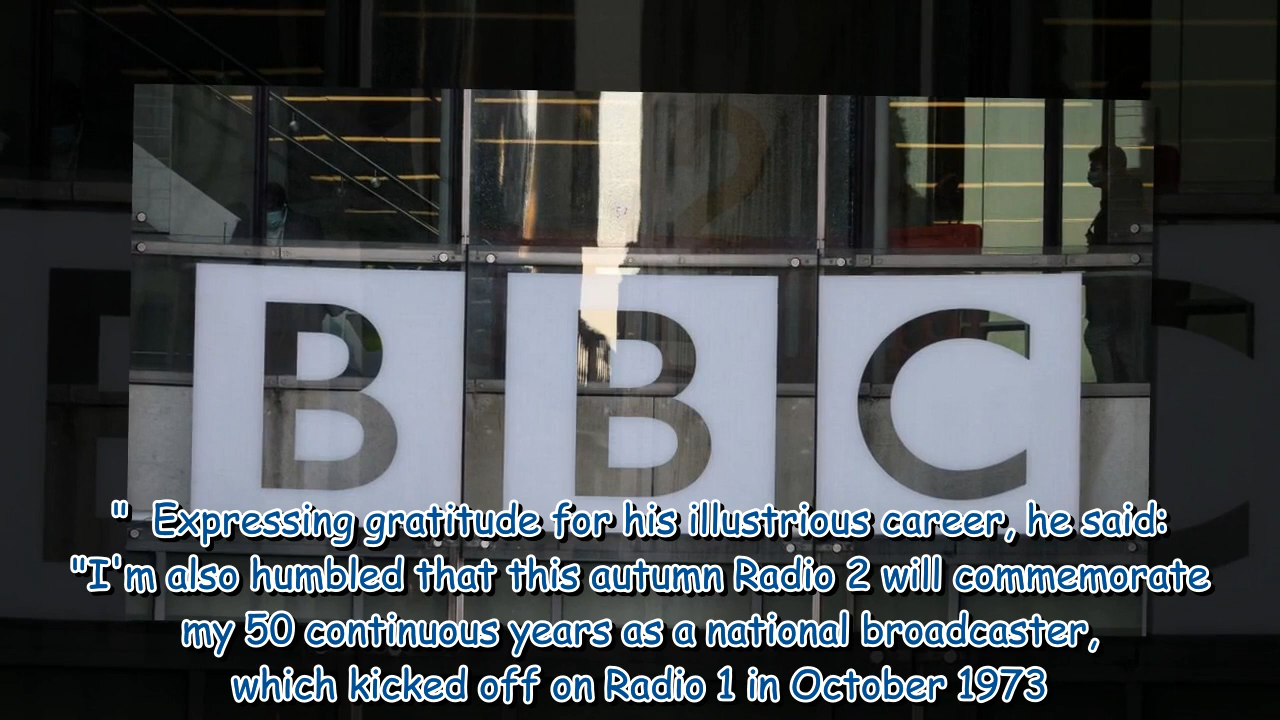 BBC
"  Expressing gratitude for his illustrious career, he said:
"I'm also humbled that this autumn Radio 2 will commemorate
my 50 continuous years as a national broadcaster,
which kicked off on Radio 1 in October 1973